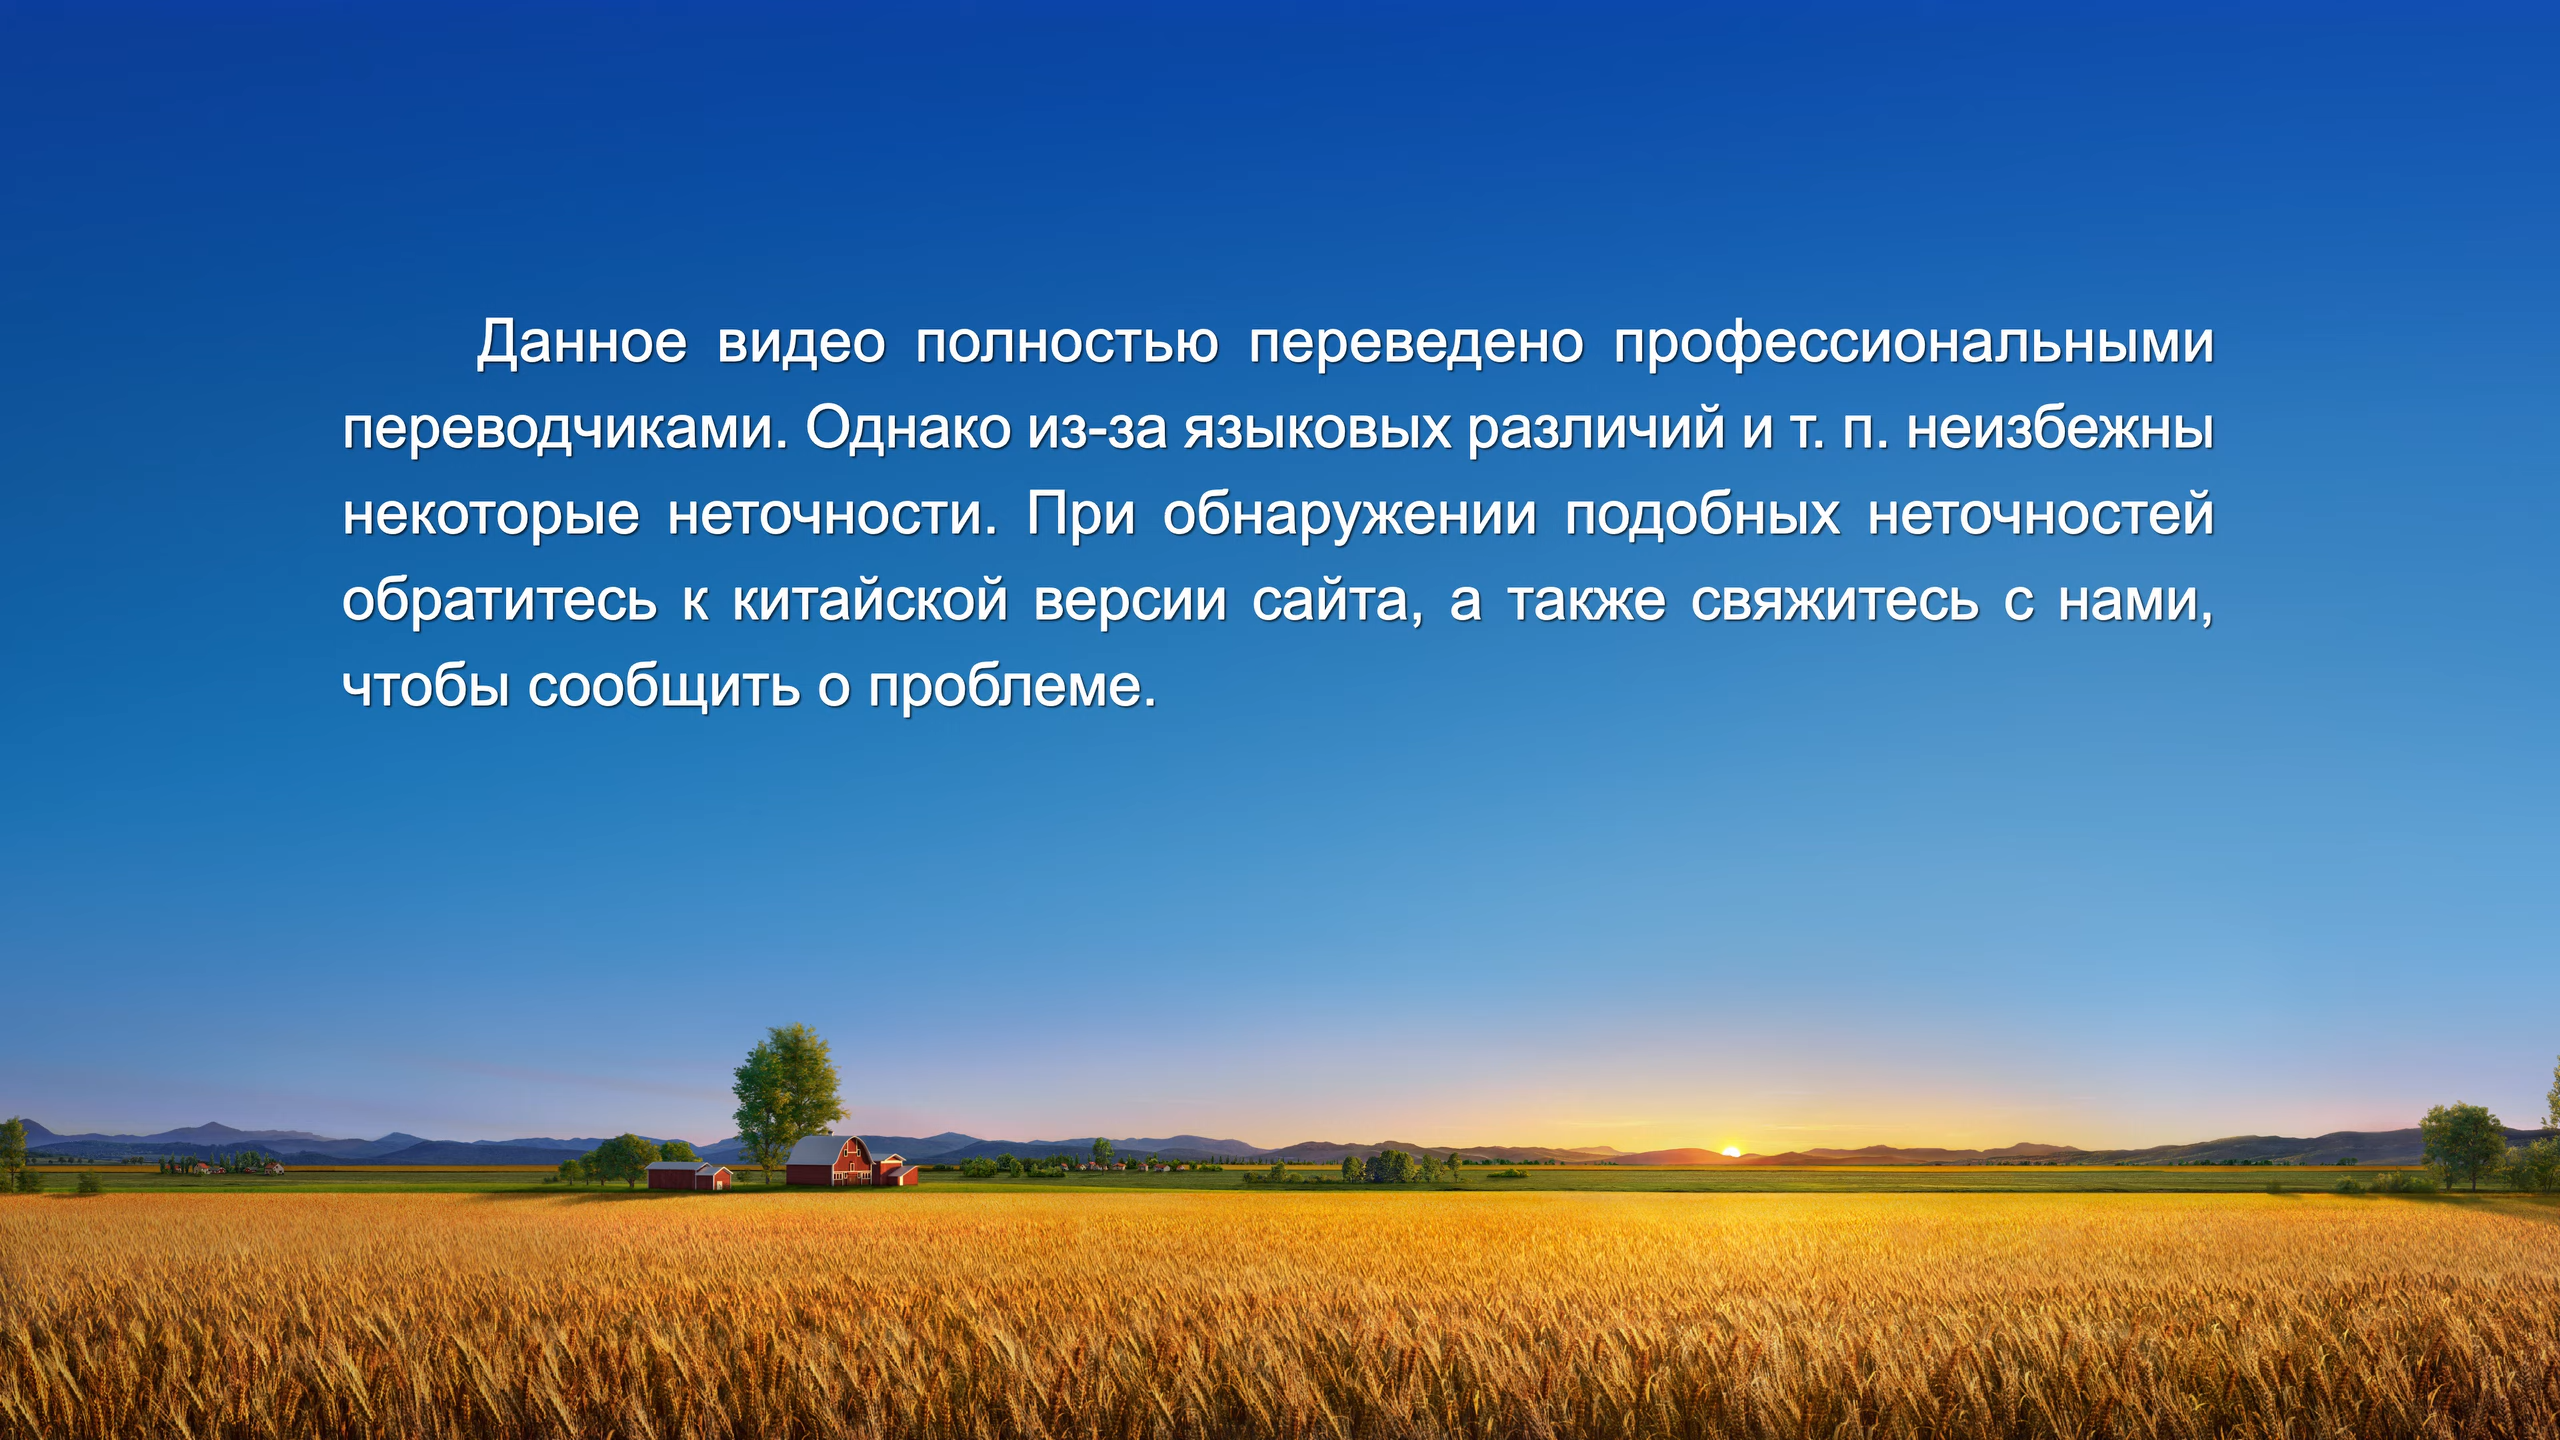 Данное видео полностью переведено профессиональными
переводчиками. Однако из-за языковых различий и т. п. неизбежны
некоторые неточности. При обнаружении подобных неточностей
обратитесь к китайской версии сайта, а также свяжитесь с нами,
чтобы сообщить о проблеме.